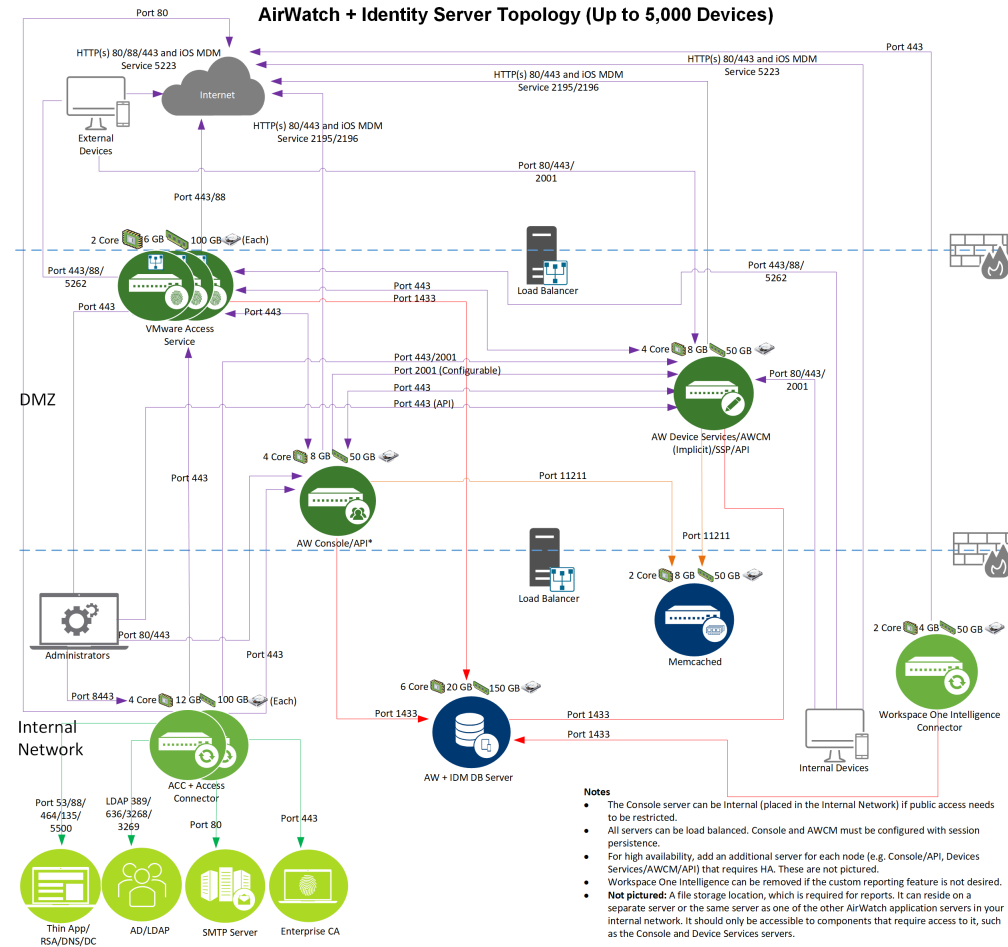 AirWatch + Identity Server Topology (Up to 5,000 Devices)
Port 80
HTTP(s) 80/88/443 and iOS MDM
Service 5223
Port 443
HTTP(s) 80/443 and iOS MDM
Service 5223
HTTP(s) 80/443 and iOS MDM
Service 2195/2196
Internet
HTTP(s) 80/443 and iOS MDM
Service 2195/2196
External
Devices
Port 80/443/
2001
Port 443/88
2 Core
6 GB
100 GB
(Each)
Port 443/88/
5262
Port 443/88/
5262
Load Balancer
Port 443
Port 1433
Port 443
Port 443
VMware Access
Service
4 Core
8 GB
50 GB
Port 443/2001
Port 2001 (Configurable)
Port 443
Port 443 (API)
Port 80/443/
2001
DMZ
AW Device Services/AWCM
(Implicit)/SSP/API
4 Core
8 GB
50 GB
Port 443
Port 11211
AW Console/API*
Port 11211
2 Core
8 GB
50 GB
Load Balancer
Port 80/443
Administrators
Port 443
Memcached
2 Core
4 GB
50 GB
Port 8443
4 Core
12 GB
100 GB
(Each)
6 Core
20 GB
150 GB
Port 1433
Port 1433
Port 1433
Workspace One Intelligence
Connector
Internal
Network
AW + IDM DB Server
Internal Devices
ACC + Access
Connector
Port 53/88/
464/135/
5500
LDAP 389/
636/3268/
3269
Port 80
Port 443
Thin App/
RSA/DNS/DC
AD/LDAP
SMTP Server
Enterprise CA
Notes
• The Console server can be Internal (placed in the Internal Network) if public access needs
to be restricted.
• All servers can be load balanced. Console and AWCM must be configured with session
persistence.
• For high availability, add an additional server for each node (e.g. Console/API, Devices
Services/AWCM/API) that requires HA. These are not pictured.
• Workspace One Intelligence can be removed if the custom reporting feature is not desired.
• Not pictured: A file storage location, which is required for reports. It can reside on a
separate server or the same server as one of the other AirWatch application servers in your
internal network. It should only be accessible to components that require access to it, such
as the Console and Device Services servers.